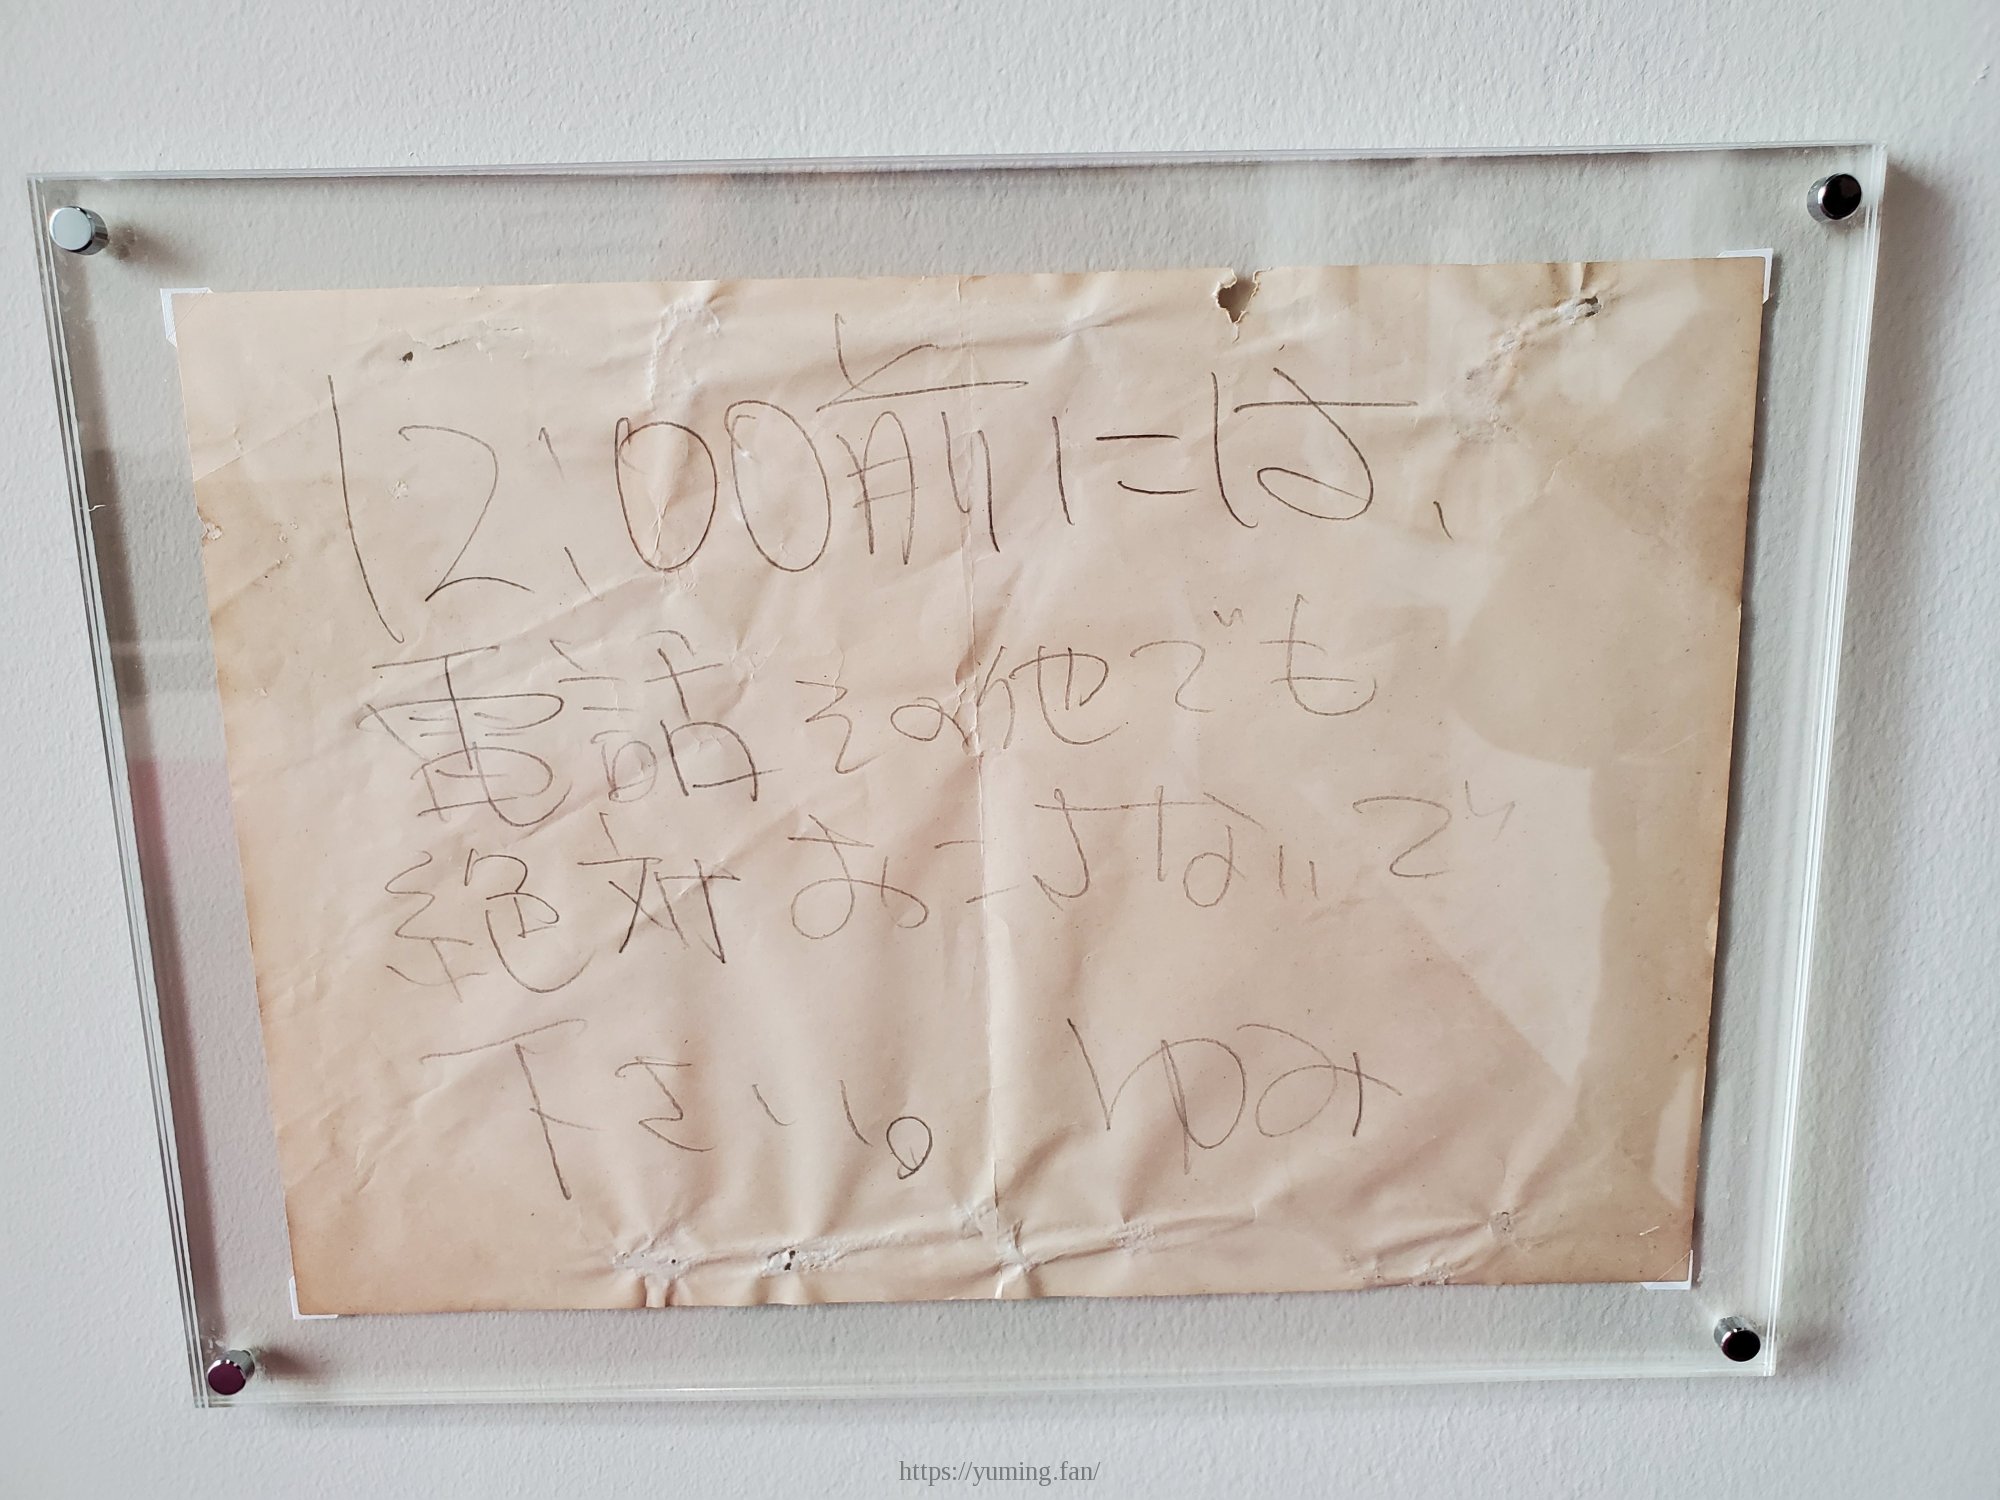 12:00前には、
電話その他でも
絶対おこさないで
下さい。 ゆみ
https://yuming.fan/